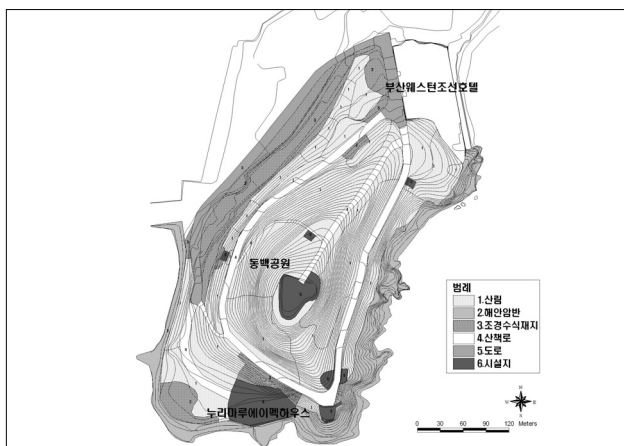 부산웨스턴조선호텔
동백공원
누리마루에이펙하우스
범례
1.산림
2.해안암반
3.조경수식재지
4.산책로
5.도로
6.시설지
N
W E
S
0 30 60 90 120 Meters